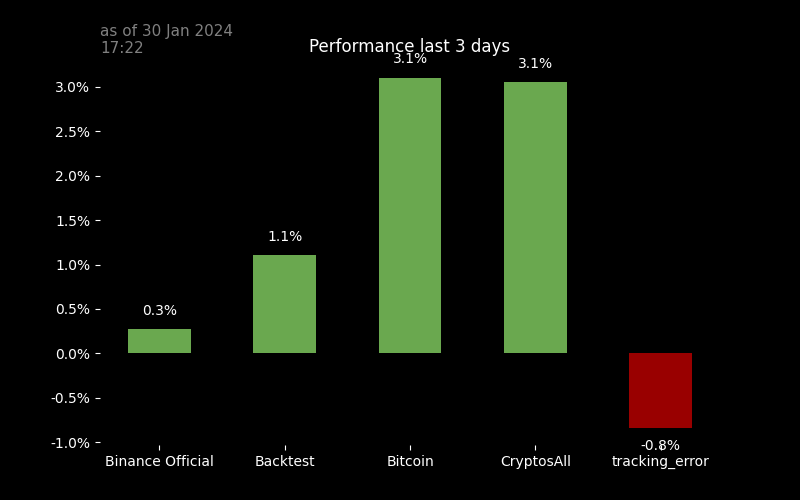 as of 30 Jan 2024
17:22
Performance last 3 days
3.1%
3.1%
3.0%
2.5%
2.0%
1.5%
1.1%
1.0%
0.5%
0.3%
0.0%
-0.5%
-1.0%
-0.8%
Binance Official
Backtest
Bitcoin
CryptosAll
tracking_error